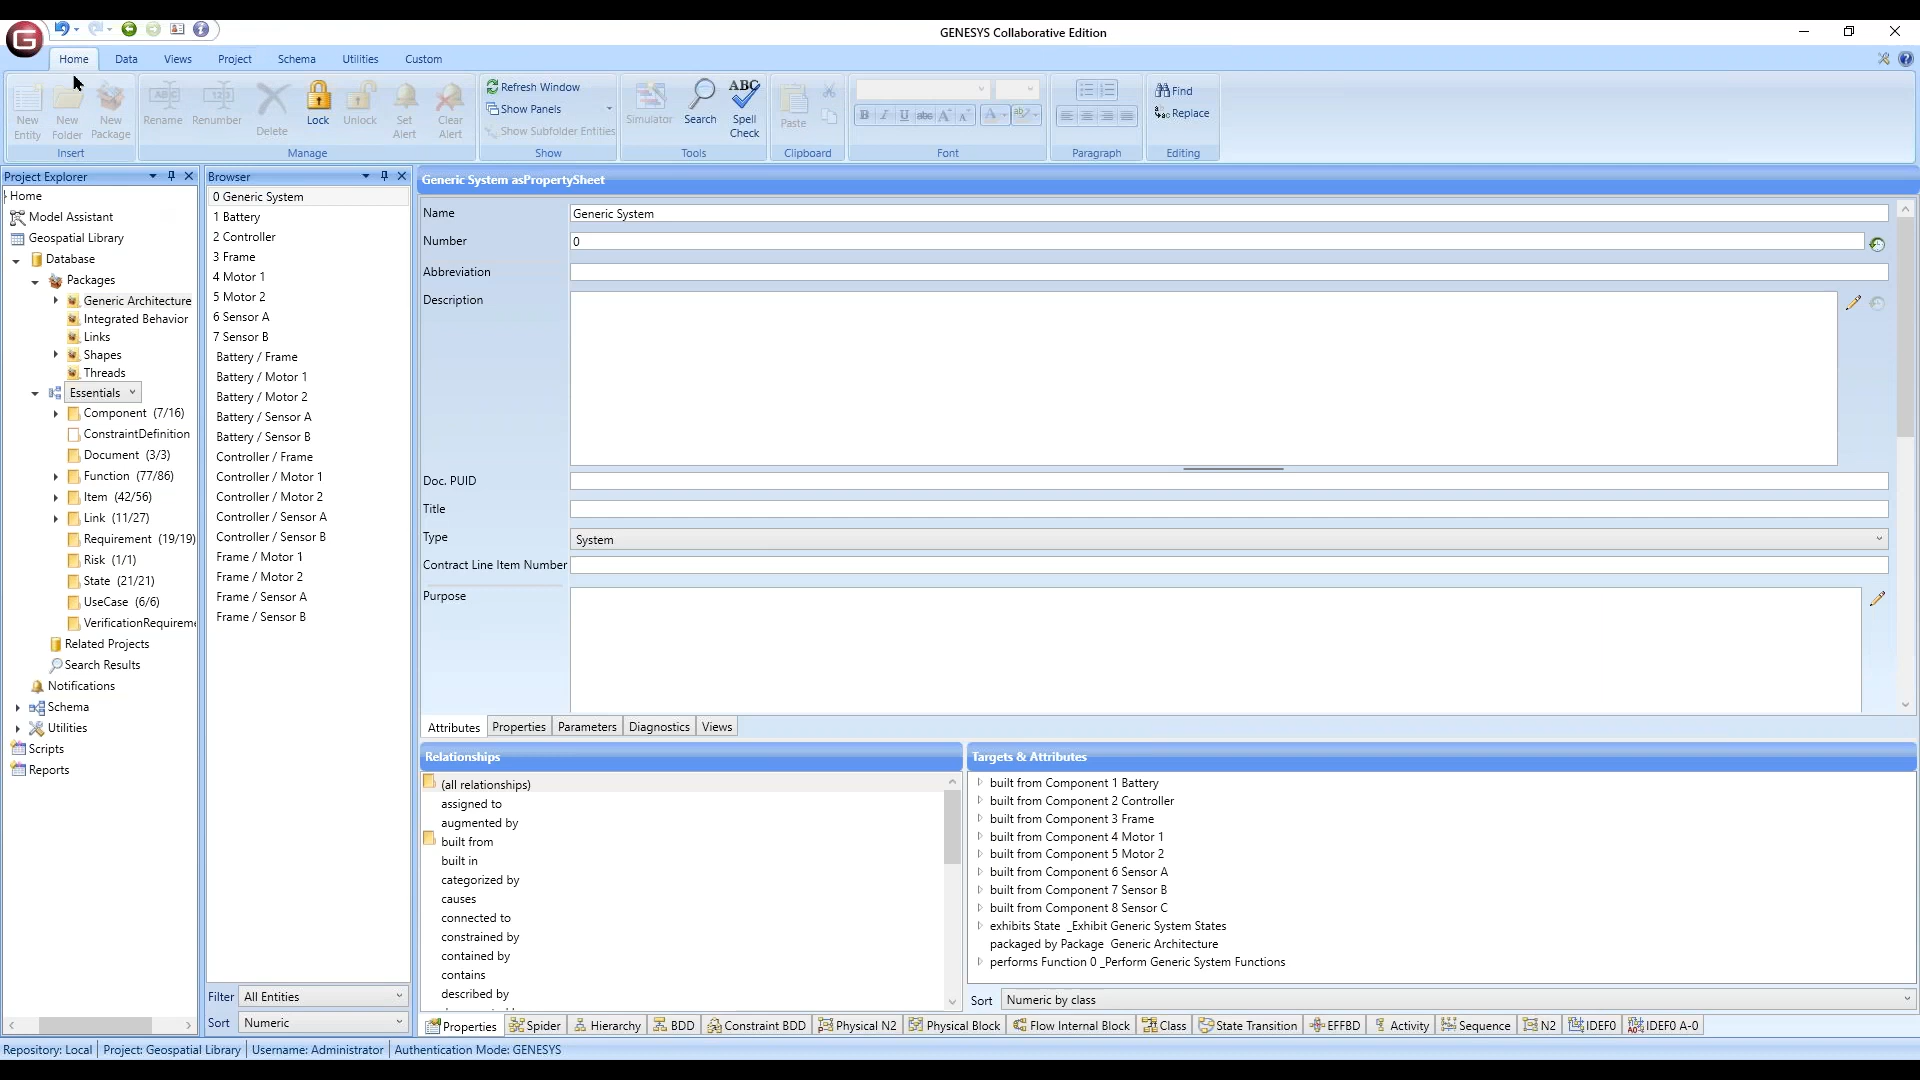 GENESYS Collaborative Edition
Home Data Views Project Schema Utilities Custom
New Entity
New Folder
New Package
Insert
Rename
Renumber
Delete
Lock
Unlock
Set Alert
Clear Alert
Manage
Refresh Window
Show Panels
Show Subfolder Entities
Show
Simulator
Search
ABC
Spell Check
Tools
Paste
Clipboard
B I U abc A A A ab
Font
Paragraph
Find
Replace
Editing
Project Explorer
Home
Model Assistant
Geospatial Library
Database
Packages
Generic Architecture
Integrated Behavior
Links
Shapes
Threads
Essentials
Component (7/16)
ConstraintDefinition
Document (3/3)
Function (77/86)
Item (42/56)
Link (11/27)
Requirement (19/19)
Risk (1/1)
State (21/21)
UseCase (6/6)
VerificationRequireme
Related Projects
Search Results
Notifications
Schema
Utilities
Scripts
Reports
Browser
0 Generic System
1 Battery
2 Controller
3 Frame
4 Motor 1
5 Motor 2
6 Sensor A
7 Sensor B
Battery / Frame
Battery / Motor 1
Battery / Motor 2
Battery / Sensor A
Battery / Sensor B
Controller / Frame
Controller / Motor 1
Controller / Motor 2
Controller / Sensor A
Controller / Sensor B
Frame / Motor 1
Frame / Motor 2
Frame / Sensor A
Frame / Sensor B
Filter All Entities
Sort Numeric
Generic System asPropertySheet
Name Generic System
Number 0
Abbreviation
Description
Doc. PUID
Title
Type System
Contract Line Item Number
Purpose
Attributes Properties Parameters Diagnostics Views
Relationships
(all relationships)
assigned to
augmented by
built from
built in
categorized by
causes
connected to
constrained by
contained by
contains
described by
Targets & Attributes
built from Component 1 Battery
built from Component 2 Controller
built from Component 3 Frame
built from Component 4 Motor 1
built from Component 5 Motor 2
built from Component 6 Sensor A
built from Component 7 Sensor B
built from Component 8 Sensor C
exhibits State _Exhibit Generic System States
packaged by Package Generic Architecture
performs Function 0 _Perform Generic System Functions
Sort Numeric by class
Properties Spider Hierarchy BDD Constraint BDD Physical N2 Physical Block Flow Internal Block Class State Transition EFFBD Activity Sequence N2 IDEF0 IDEF0 A-0
Repository: Local Project: Geospatial Library Username: Administrator Authentication Mode: GENESYS